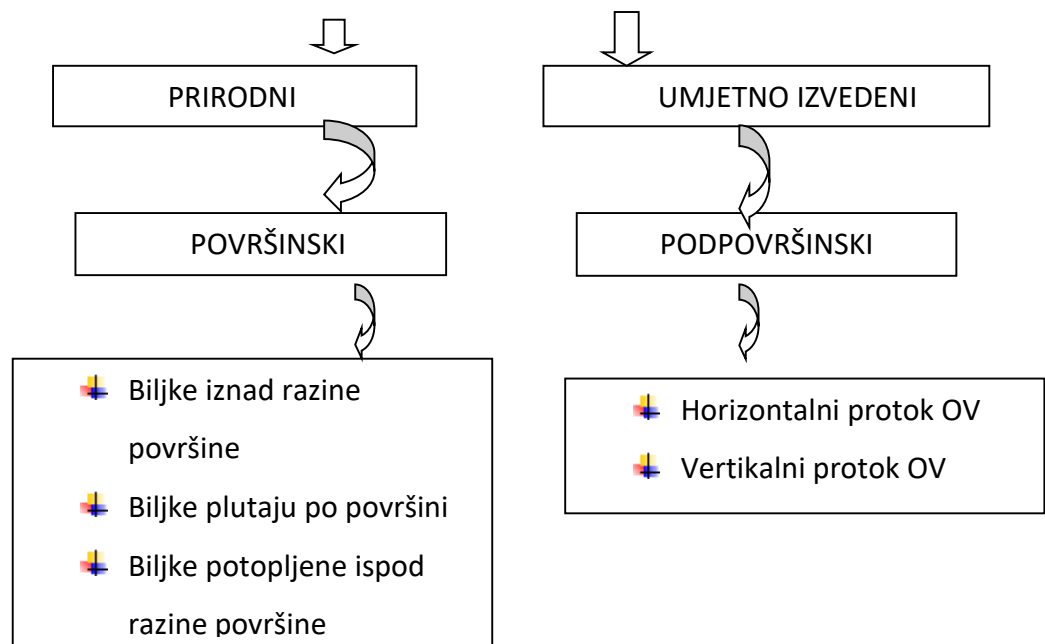 PRIRODNI
UMJETNO IZVEDENI
POVRŠINSKI
PODPOVRŠINSKI
Biljke iznad razine
površine
Biljke plutaju po površini
Biljke potopljene ispod
razine površine
Horizontalni protok OV
Vertikalni protok OV